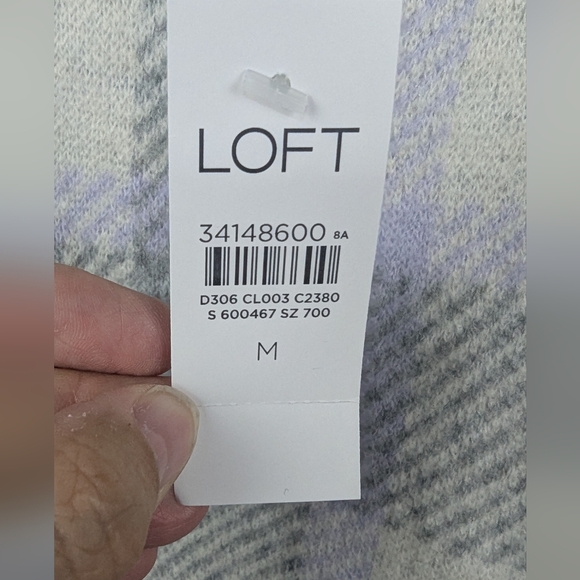 LOFT
34148600 8A
D306 CL003 C2380
S 600467 SZ 700
M